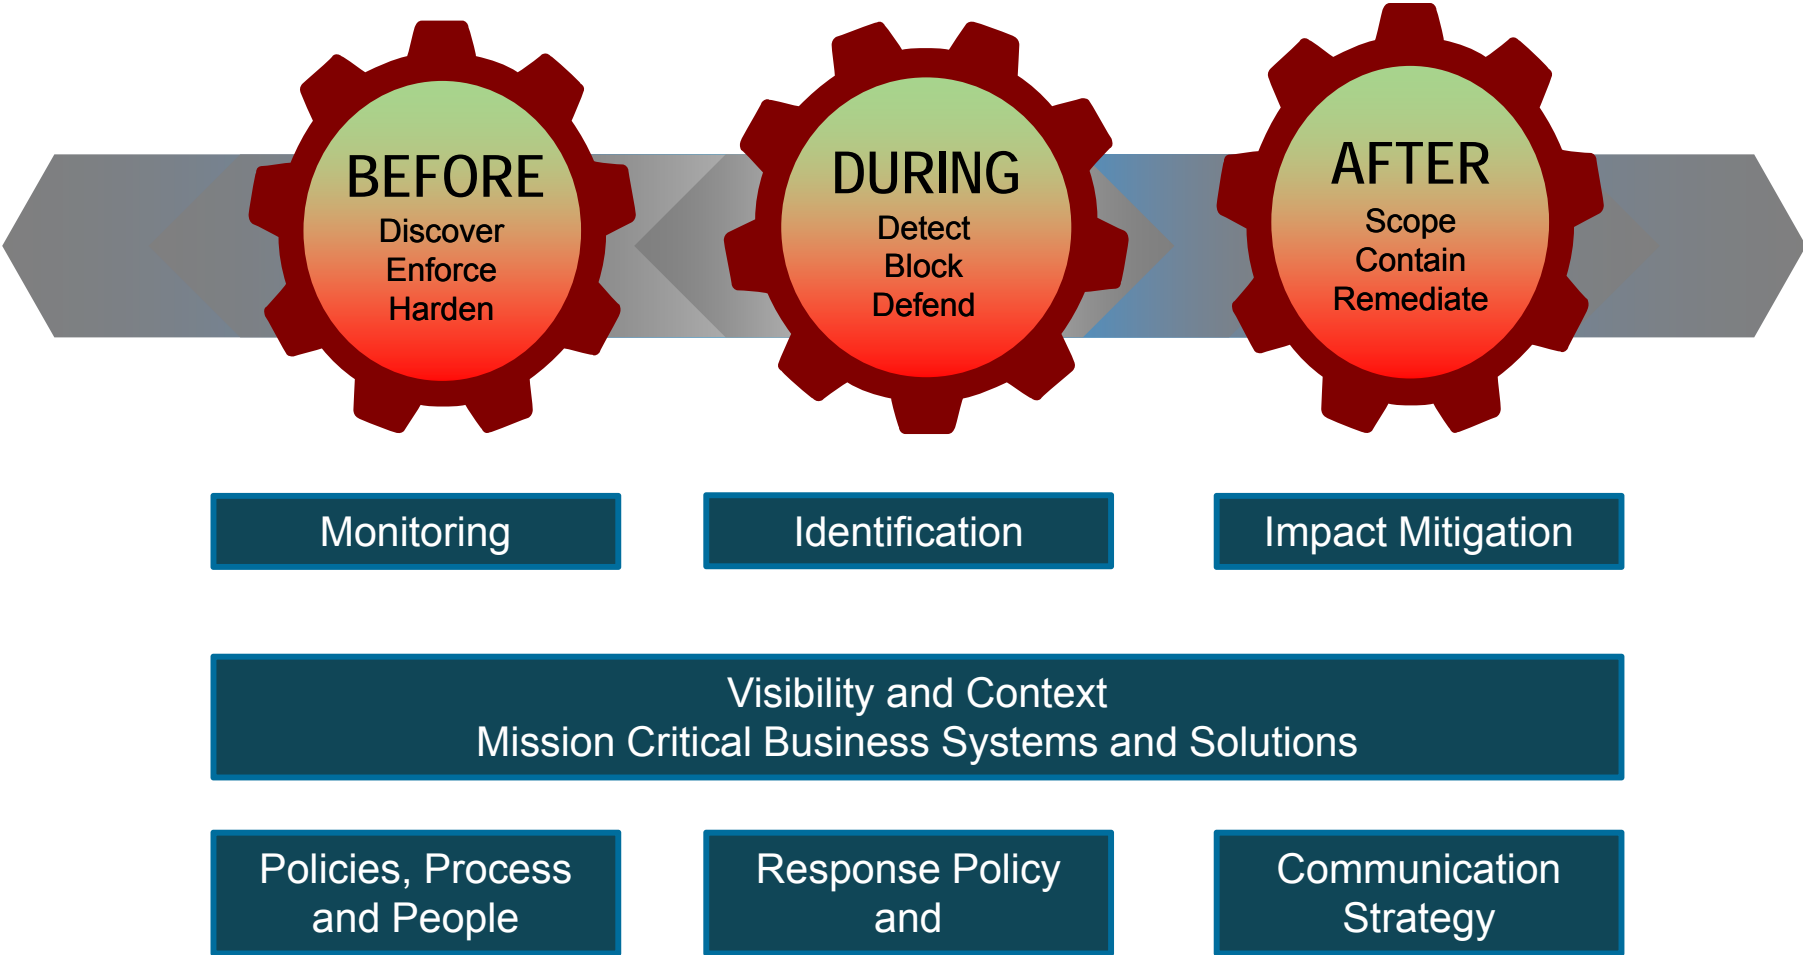 BEFORE
Discover
Enforce
Harden
DURING
Detect
Block
Defend
AFTER
Scope
Contain
Remediate
Monitoring
Identification
Impact Mitigation
Visibility and Context
Mission Critical Business Systems and Solutions
Policies, Process
and People
Response Policy
and
Communication
Strategy